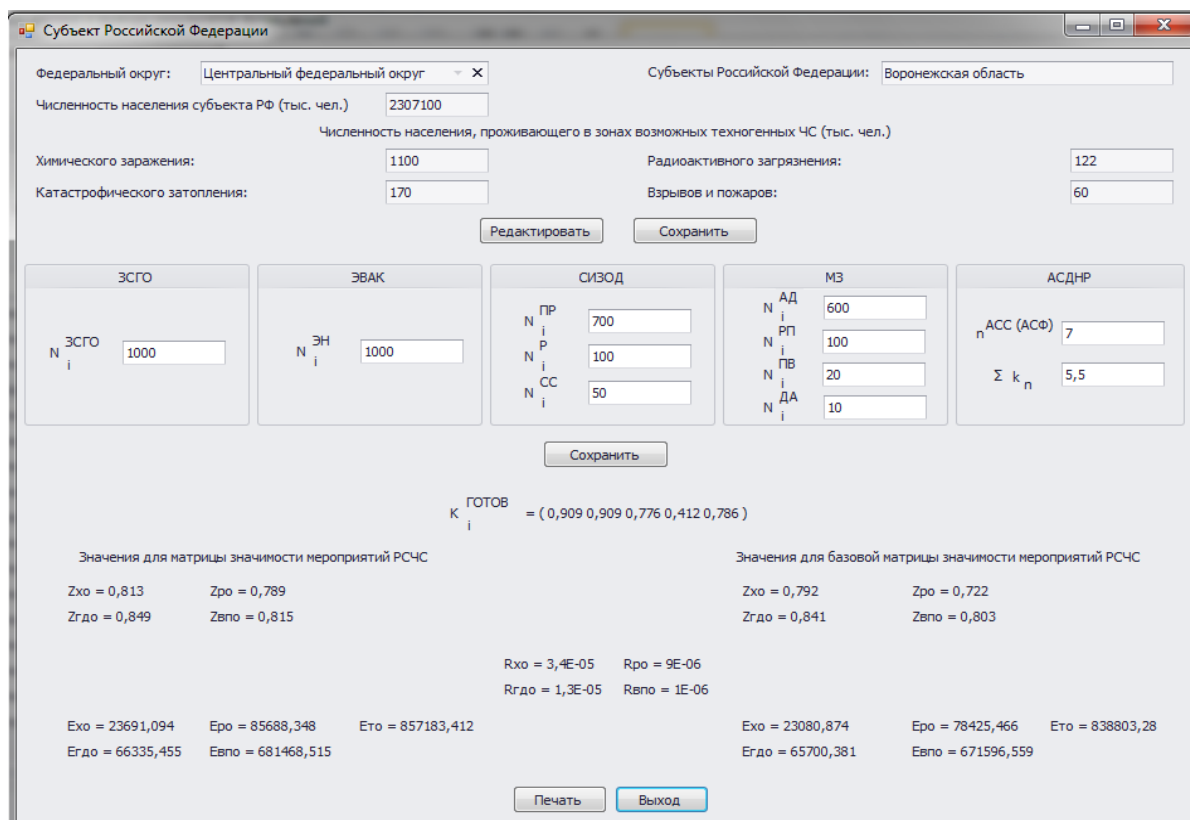 Субъект Российской Федерации
Федеральный округ: Центральный федеральный округ Субъекты Российской Федерации: Воронежская область
Численность населения субъекта РФ (тыс. чел.) 2307100
Численность населения, проживающего в зонах возможных техногенных ЧС (тыс. чел.)
Химического заражения: 1100 Радиоактивного загрязнения: 122
Катастрофического затопления: 170 Взрывов и пожаров: 60
Редактировать Сохранить
ЗСГО
N i ЗСГО 1000
ЭВАК
N i ЭН 1000
СИЗОД
N i ПР 700
N i Р 100
N i СС 50
МЗ
N i АД 600
N i РП 100
N i ПВ 20
N i ДА 10
АСДНР
n АСС (АСФ) 7
Σ k n 5,5
Сохранить
K i ГОТОВ = ( 0,909 0,909 0,776 0,412 0,786 )
Значения для матрицы значимости мероприятий РСЧС Значения для базовой матрицы значимости мероприятий РСЧС
Zхо = 0,813 Zро = 0,789 Zхо = 0,792 Zро = 0,722
Zгдо = 0,849 Zвпо = 0,815 Zгдо = 0,841 Zвпо = 0,803
Rхо = 3,4E-05 Rро = 9E-06
Rгдо = 1,3E-05 Rвпо = 1E-06
Eхо = 23691,094 Eро = 85688,348 Eто = 857183,412 Eхо = 23080,874 Eро = 78425,466 Eто = 838803,28
Eгдо = 66335,455 Eвпо = 681468,515 Eгдо = 65700,381 Eвпо = 671596,559
Печать Выход